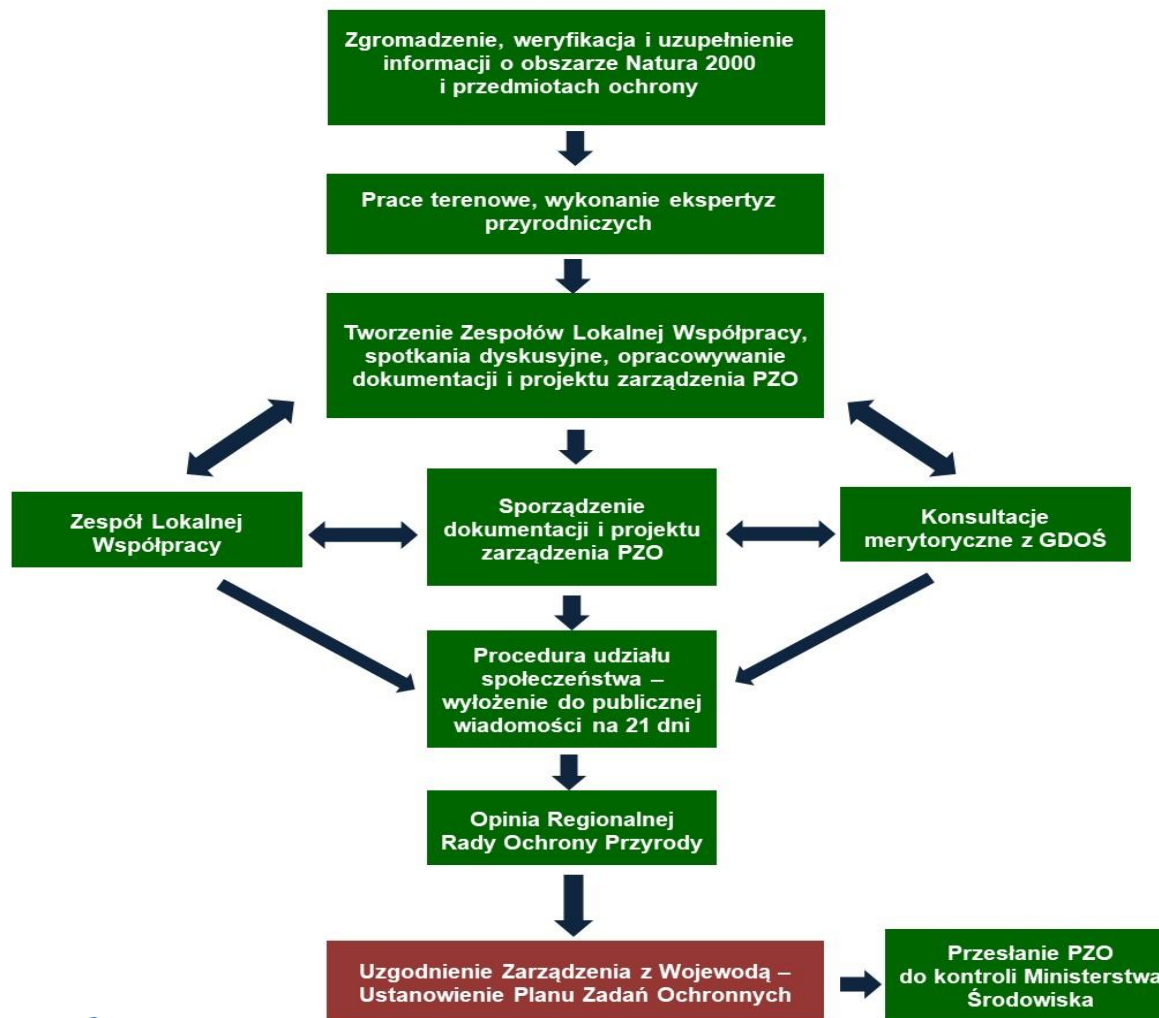 Zgromadzenie, weryfikacja i uzupełnienie
informacji o obszarze Natura 2000
i przedmiotach ochrony
Prace terenowe, wykonanie ekspertyz
przyrodniczych
Tworzenie Zespołów Lokalnej Współpracy,
spotkania dyskusyjne, opracowywanie
dokumentacji i projektu zarządzenia PZO
Zespół Lokalnej
Współpracy
Sporządzenie
dokumentacji i projektu
zarządzenia PZO
Konsultacje
merytoryczne z GDOŚ
Procedura udziału
społeczeństwa –
wyłożenie do publicznej
wiadomości na 21 dni
Opinia Regionalnej
Rady Ochrony Przyrody
Uzgodnienie Zarządzenia z Wojewodą –
Ustanowienie Planu Zadań Ochronnych
Przesłanie PZO
do kontroli Ministerstwa
Środowiska